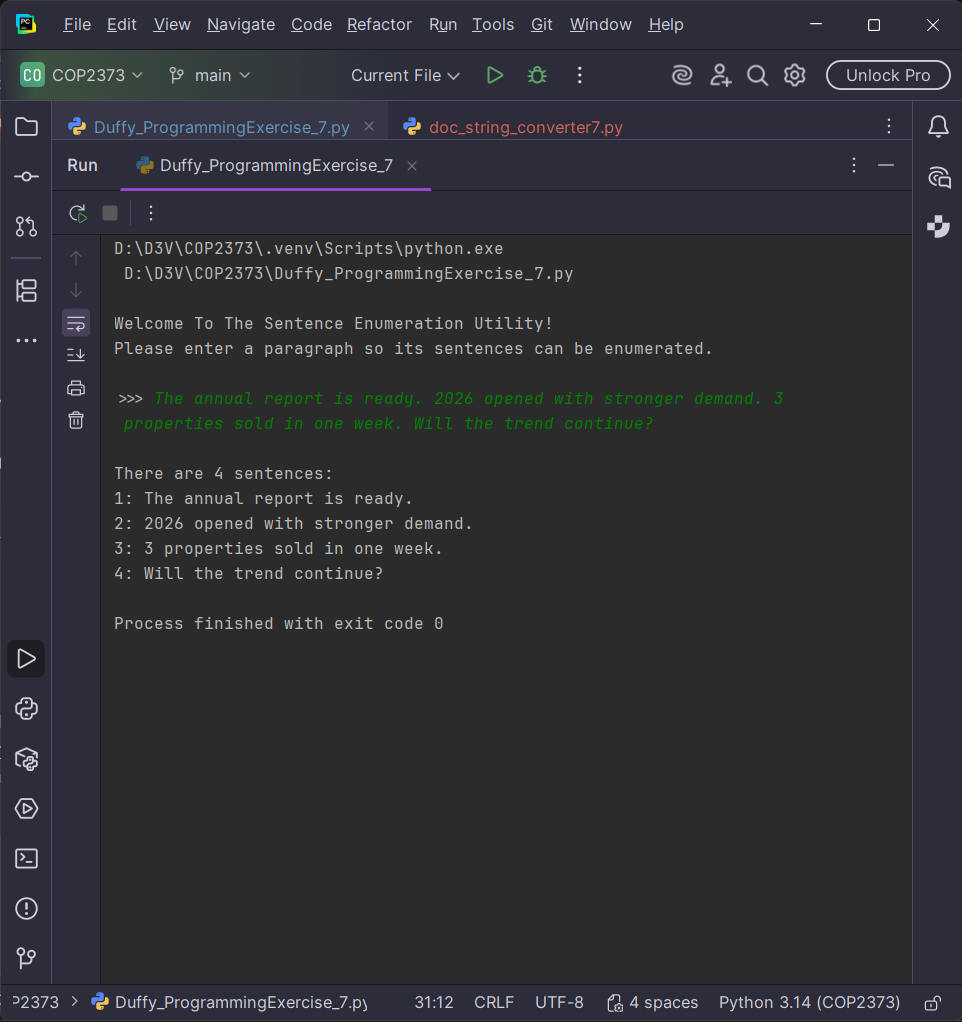 File Edit View Navigate Code Refactor Run Tools Git Window Help
CO COP2373 main Current File Unlock Pro
Duffy_ProgrammingExercise_7.py doc_string_converter7.py
Run Duffy_ProgrammingExercise_7
D:\D3V\COP2373\.venv\Scripts\python.exe
D:\D3V\COP2373\Duffy_ProgrammingExercise_7.py
Welcome To The Sentence Enumeration Utility!
Please enter a paragraph so its sentences can be enumerated.
>>> The annual report is ready. 2026 opened with stronger demand. 3
properties sold in one week. Will the trend continue?
There are 4 sentences:
1: The annual report is ready.
2: 2026 opened with stronger demand.
3: 3 properties sold in one week.
4: Will the trend continue?
Process finished with exit code 0
P2373 > Duffy_ProgrammingExercise_7.py 31:12 CRLF UTF-8 4 spaces Python 3.14 (COP2373)